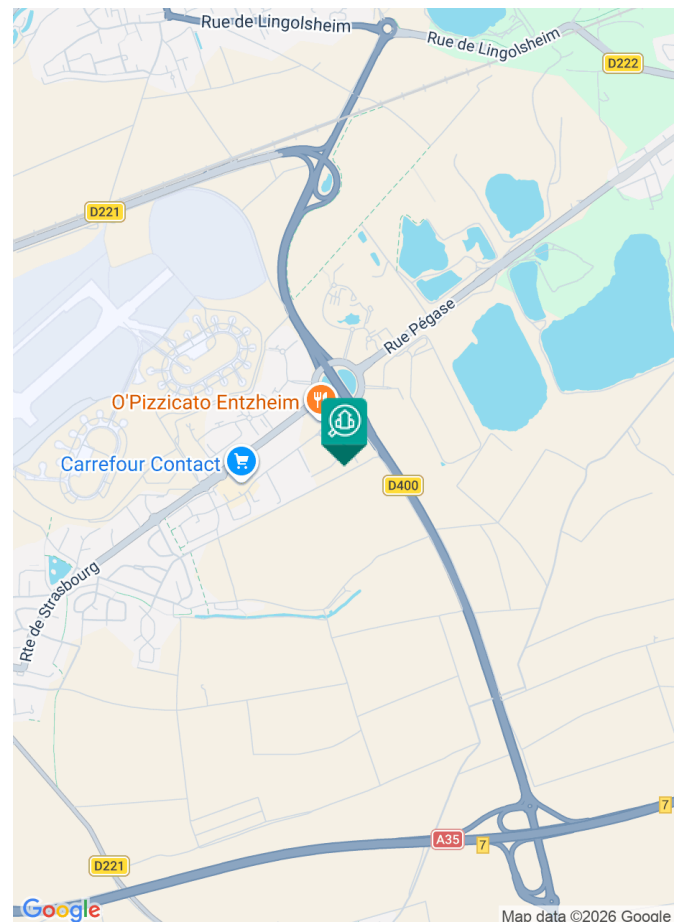 Rue de Lingolsheim
Rue de Lingolsheim
D222
D221
Rue Pégase
O'Pizzicato Entzheim
Carrefour Contact
D400
Rte de Strasbourg
7
A35
7
D221
Google
Map data ©2026 Google